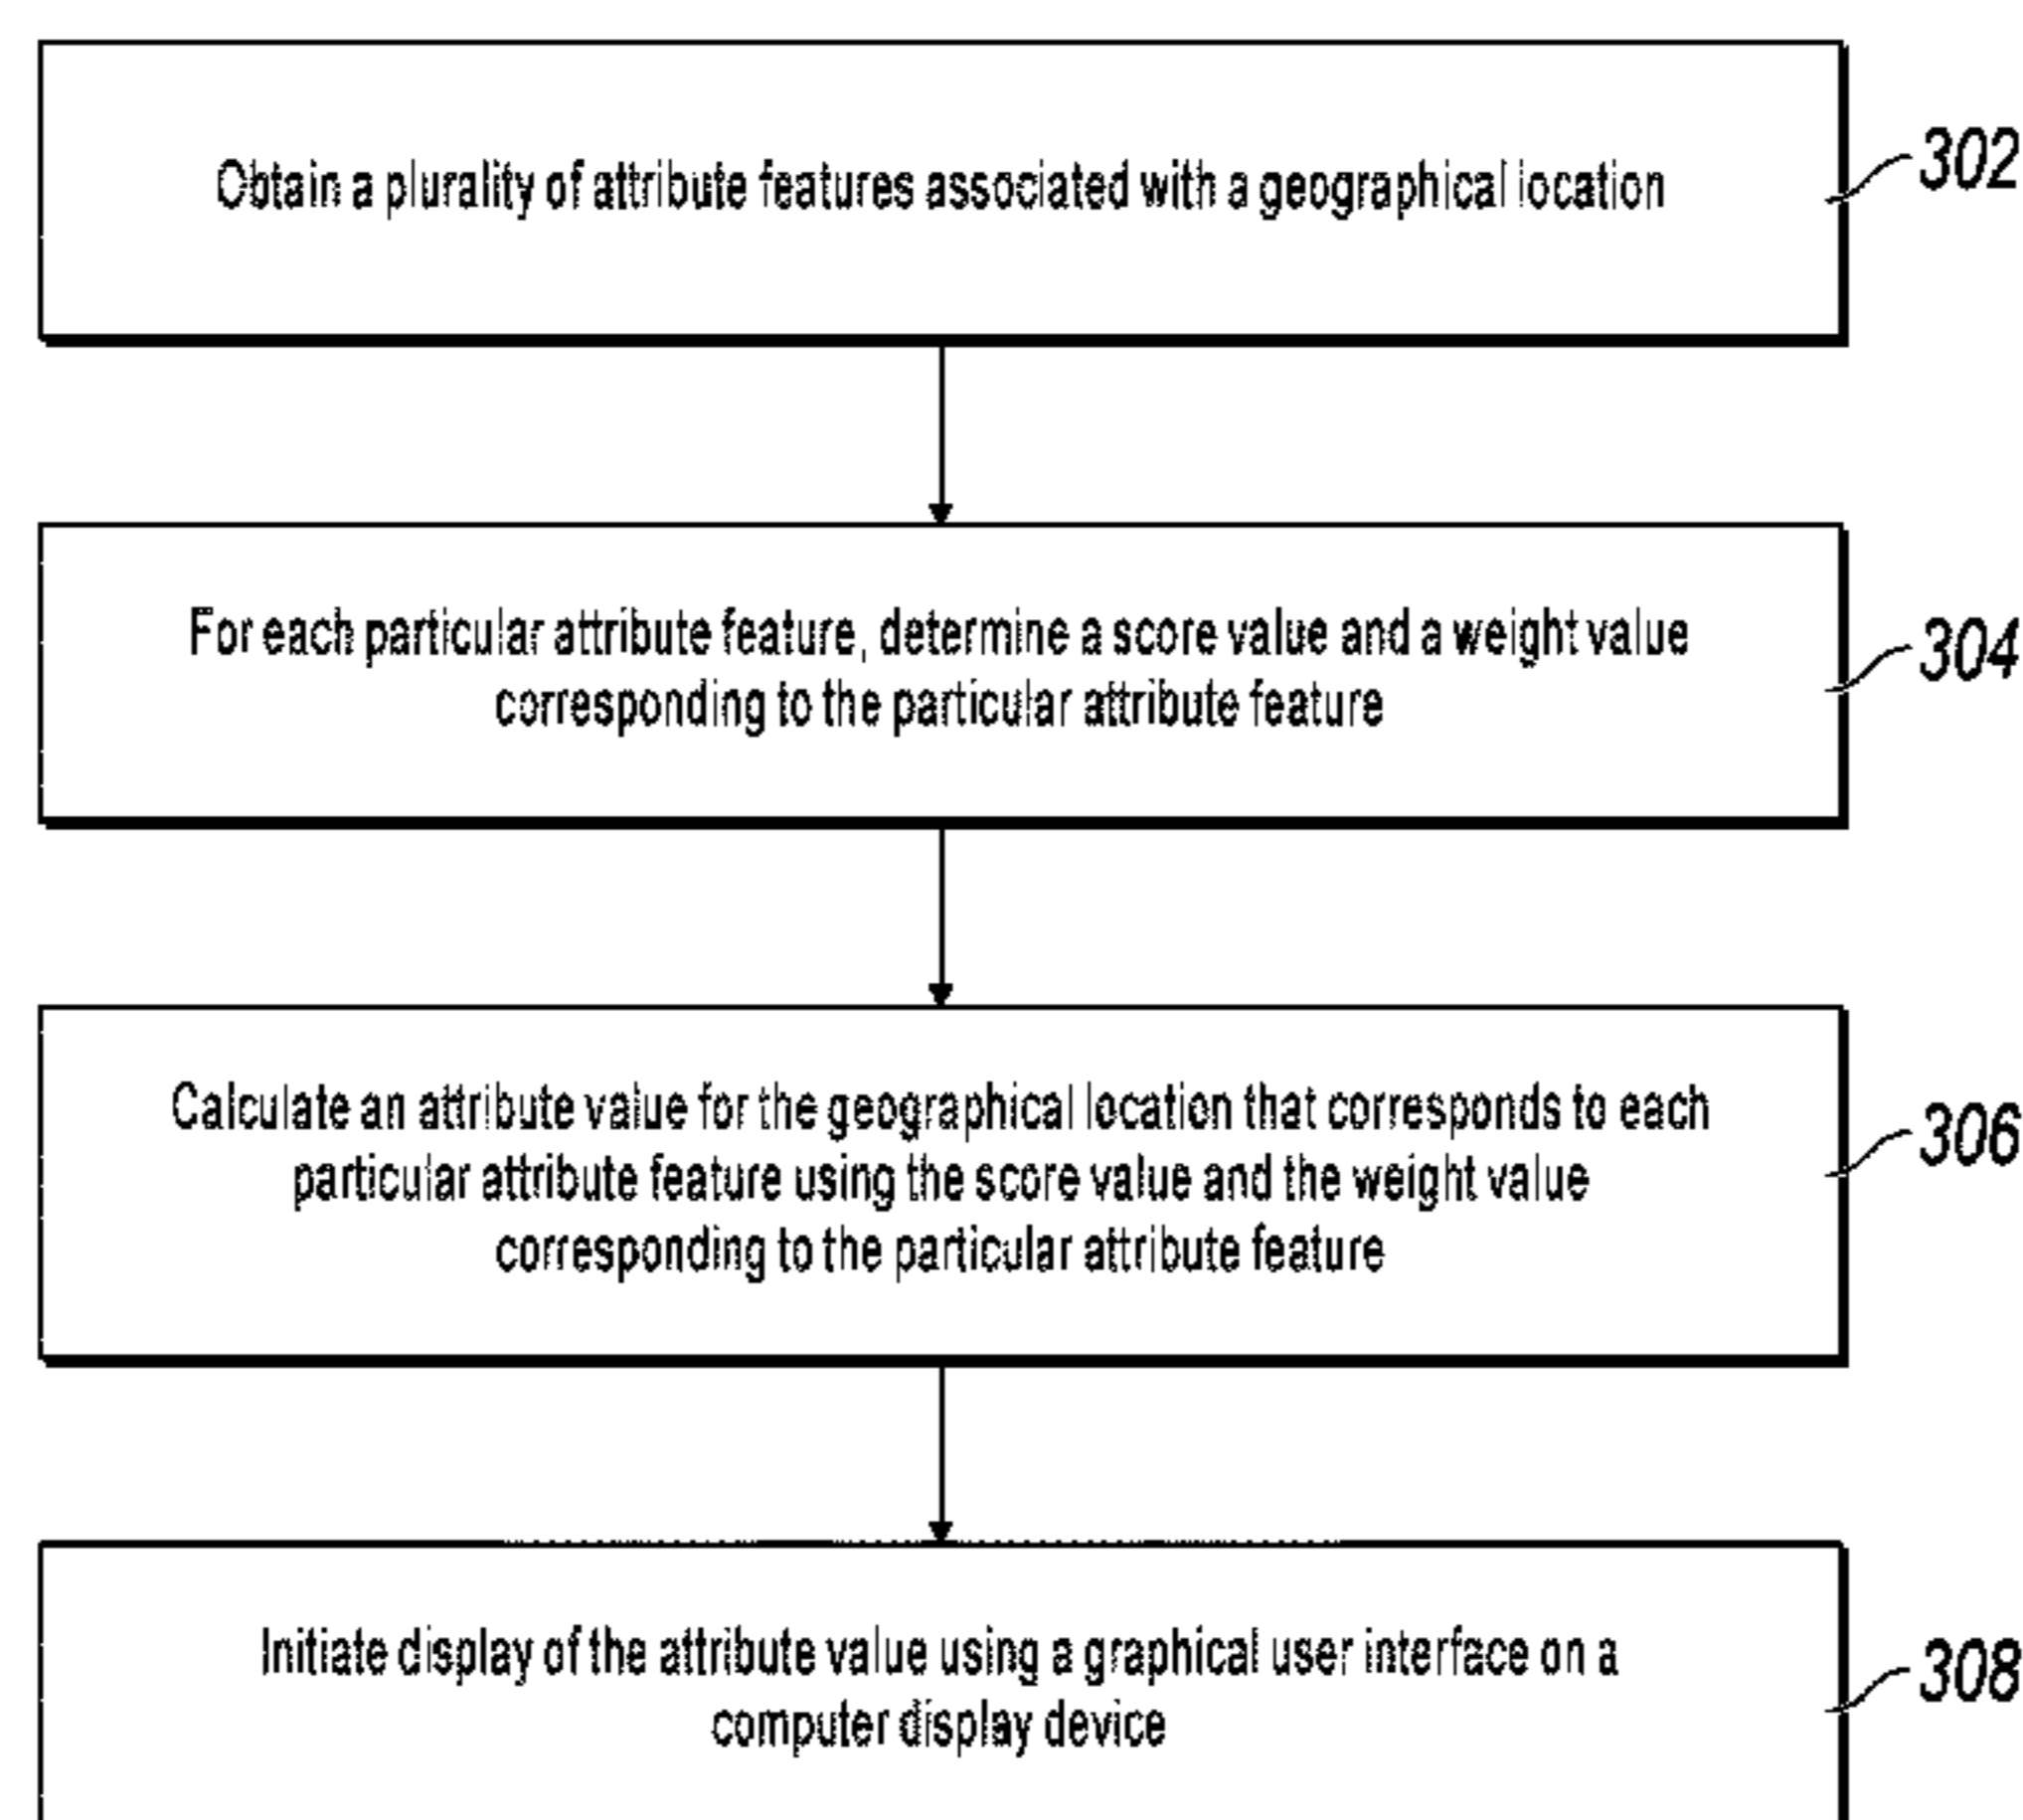 Obtain a plurality of attribute features associated with a geographical location
302
For each particular attribute feature, determine a score value and a weight value
corresponding to the particular attribute feature
304
Calculate an attribute value for the geographical location that corresponds to each
particular attribute feature using the score value and the weight value
corresponding to the particular attribute feature
306
Initiate display of the attribute value using a graphical user interface on a
computer display device
308